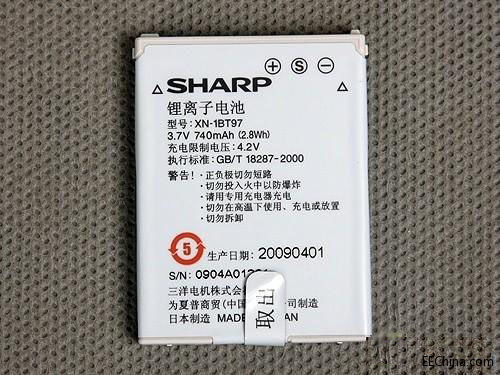 + S −
SHARP
锂离子电池
型号: XN-1BT97
3.7V 740mAh (2.8Wh)
充电限制电压: 4.2V
执行标准: GB/T 18287-2000
警告! · 正负极切勿短路
· 切勿投入火中以防爆炸
· 请用专用充电器充电
· 切勿在高温下使用、充电或放置
· 切勿拆卸
5 生产日期: 20090401
S/N: 0904A01
三洋电机株式会
为夏普商贸(中国 公司制造
日本制造 MADE AN
取出
EEChina.com